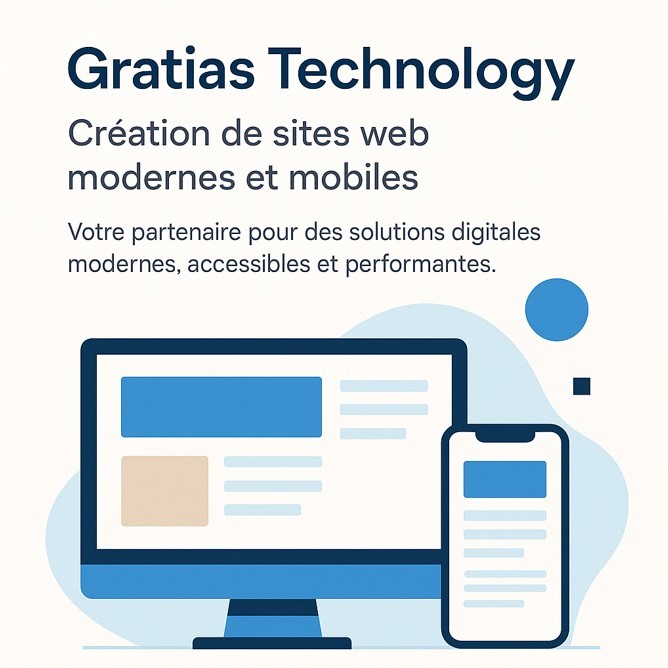 Gratias Technology
Création de sites web
modernes et mobiles
Votre partenaire pour des solutions digitales
modernes, accessibles et performantes.